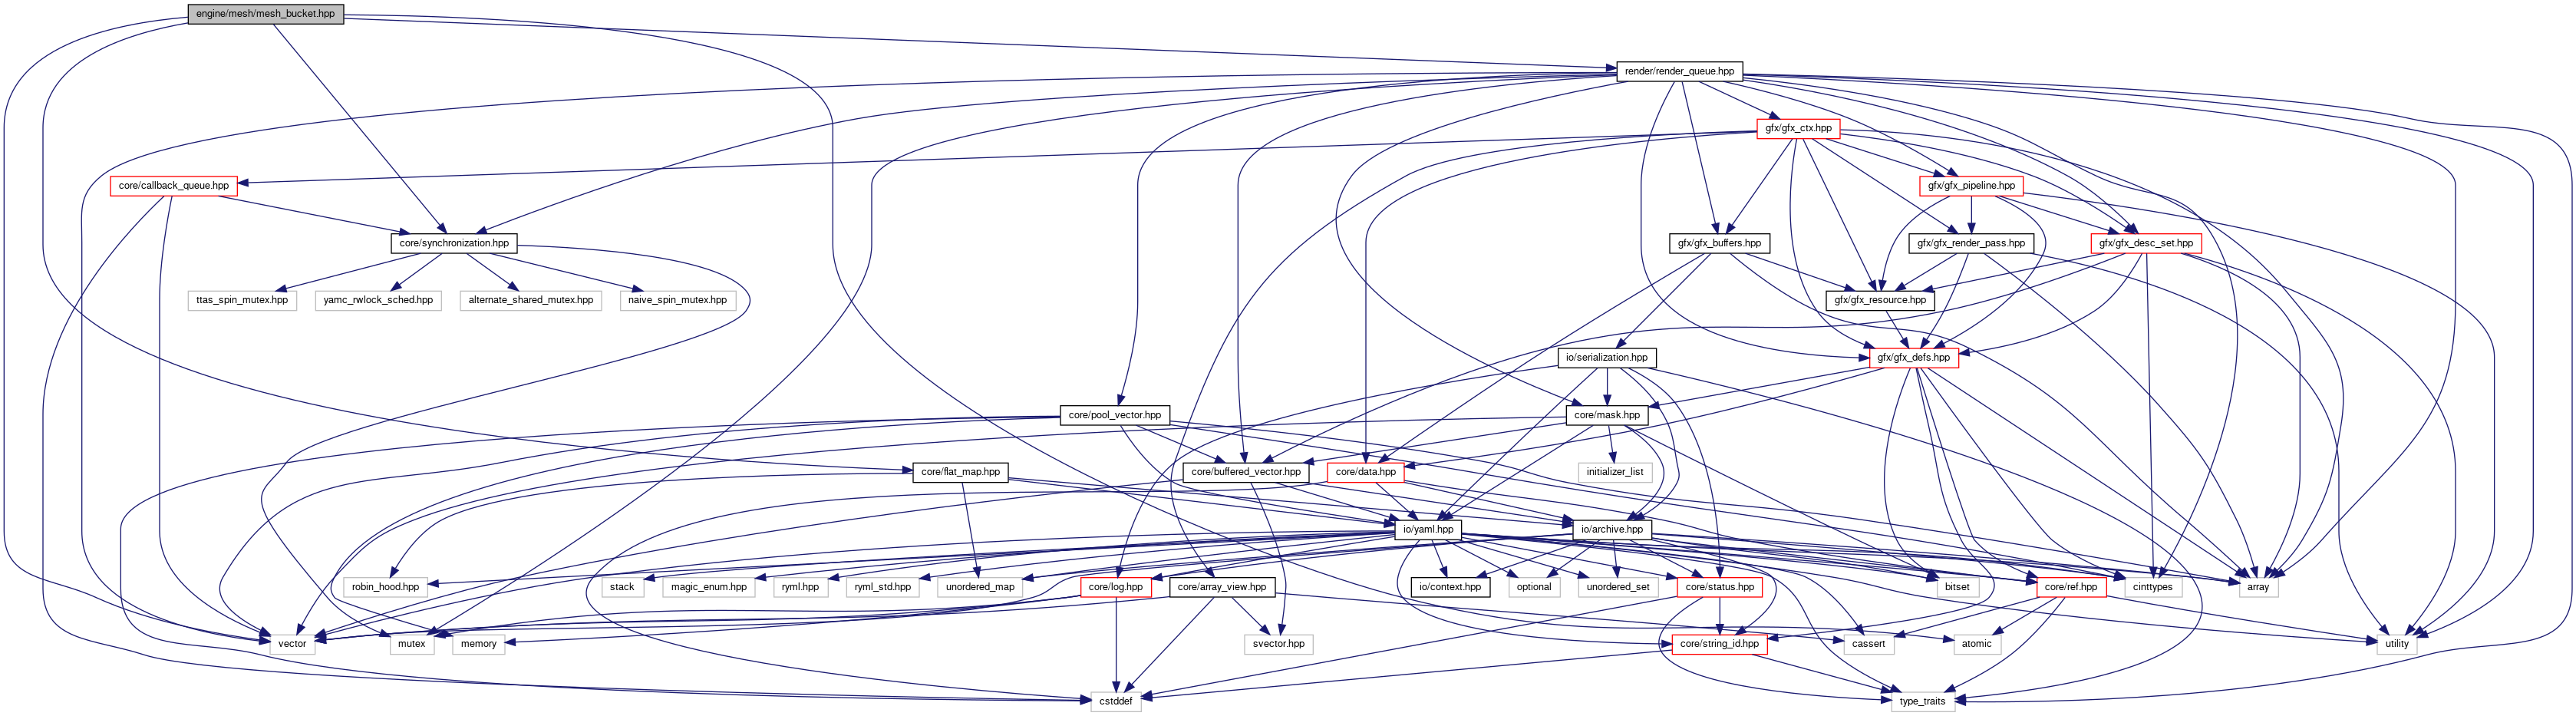 engine/mesh/mesh_bucket.hpp
render/render_queue.hpp
gfx/gfx_ctx.hpp
core/callback_queue.hpp
gfx/gfx_pipeline.hpp
core/synchronization.hpp
gfx/gfx_buffers.hpp
gfx/gfx_render_pass.hpp
gfx/gfx_desc_set.hpp
ttas_spin_mutex.hpp
yamc_rwlock_sched.hpp
alternate_shared_mutex.hpp
naive_spin_mutex.hpp
gfx/gfx_resource.hpp
io/serialization.hpp
gfx/gfx_defs.hpp
core/pool_vector.hpp
core/mask.hpp
core/flat_map.hpp
core/buffered_vector.hpp
core/data.hpp
initializer_list
io/yaml.hpp
io/archive.hpp
robin_hood.hpp
stack
magic_enum.hpp
ryml.hpp
ryml_std.hpp
unordered_map
core/log.hpp
core/array_view.hpp
io/context.hpp
optional
unordered_set
core/status.hpp
bitset
core/ref.hpp
cinttypes
array
vector
mutex
memory
svector.hpp
core/string_id.hpp
cassert
atomic
utility
cstddef
type_traits